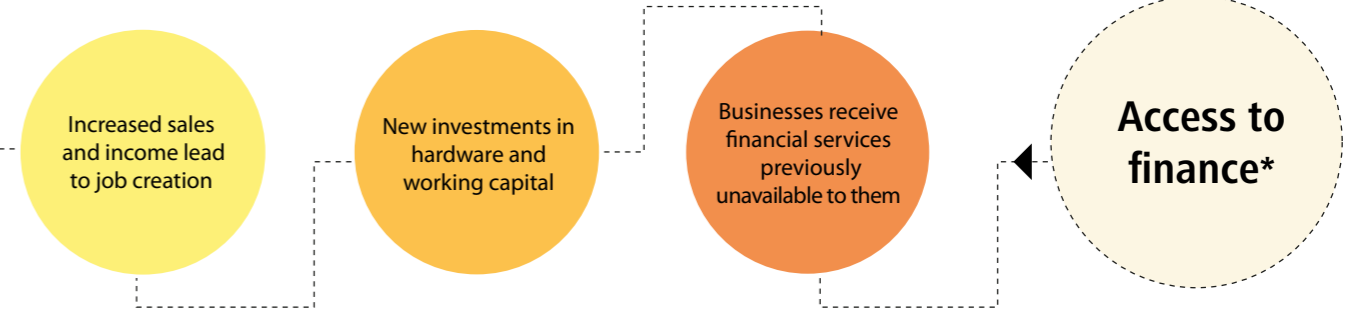 Increased sales
and income lead
to job creation
New investments in
hardware and
working capital
Businesses receive
financial services
previously
unavailable to them
Access to
finance*